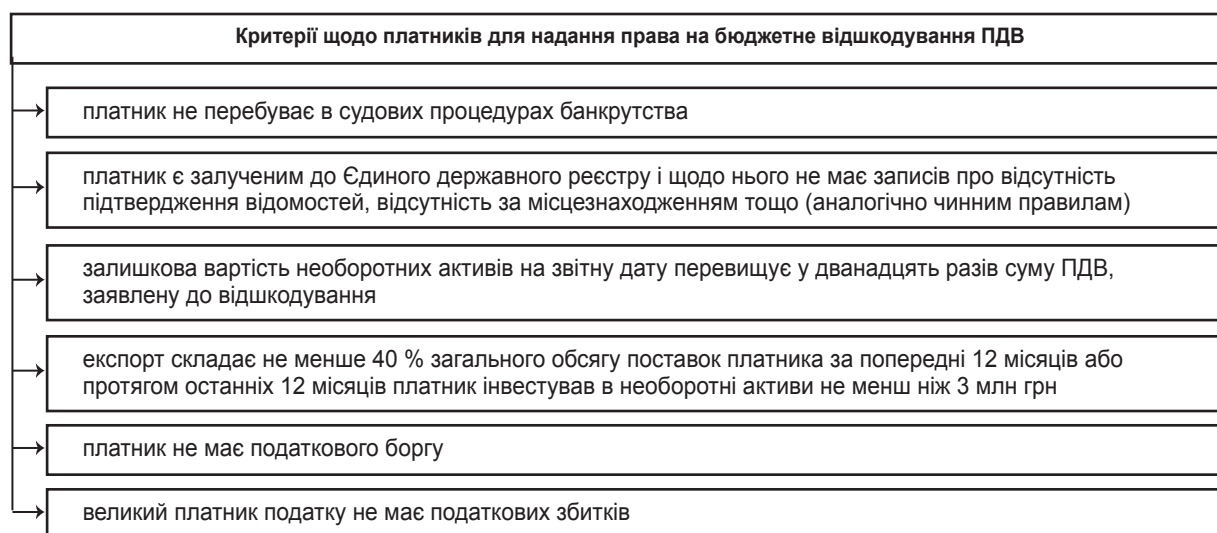 Критерії щодо платників для надання права на бюджетне відшкодування ПДВ
платник не перебуває в судових процедурах банкрутства
платник є залученим до Єдиного державного реєстру і щодо нього не має записів про відсутність
підтвердження відомостей, відсутність за місцезнаходженням тощо (аналогічно чинним правилам)
залишкова вартість необоротних активів на звітну дату перевищує у дванадцять разів суму ПДВ,
заявлену до відшкодування
експорт складає не менше 40 % загального обсягу поставок платника за попередні 12 місяців або
протягом останніх 12 місяців платник інвестував в необоротні активи не менш ніж 3 млн грн
платник не має податкового боргу
великий платник податку не має податкових збитків